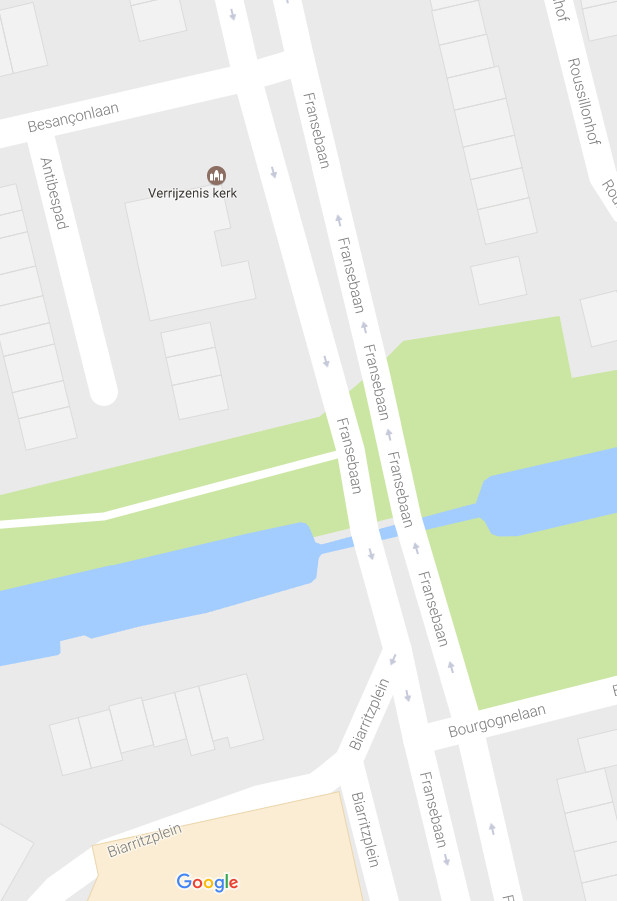 Roussillonhof
Besançonlaan
Fransebaan
Antibespad
Verrijzenis kerk
Fransebaan
Fransebaan
Fransebaan
Fransebaan
Fransebaan
Biarritzplein
Bourgognelaan
Fransebaan
Biarritzplein
Biarritzplein
Google